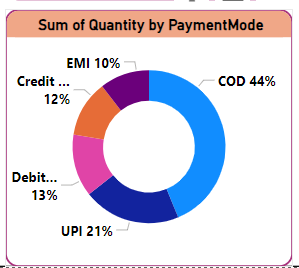 Sum of Quantity by PaymentMode
EMI 10%
COD 44%
Credit ...
12%
Debit...
13%
UPI 21%